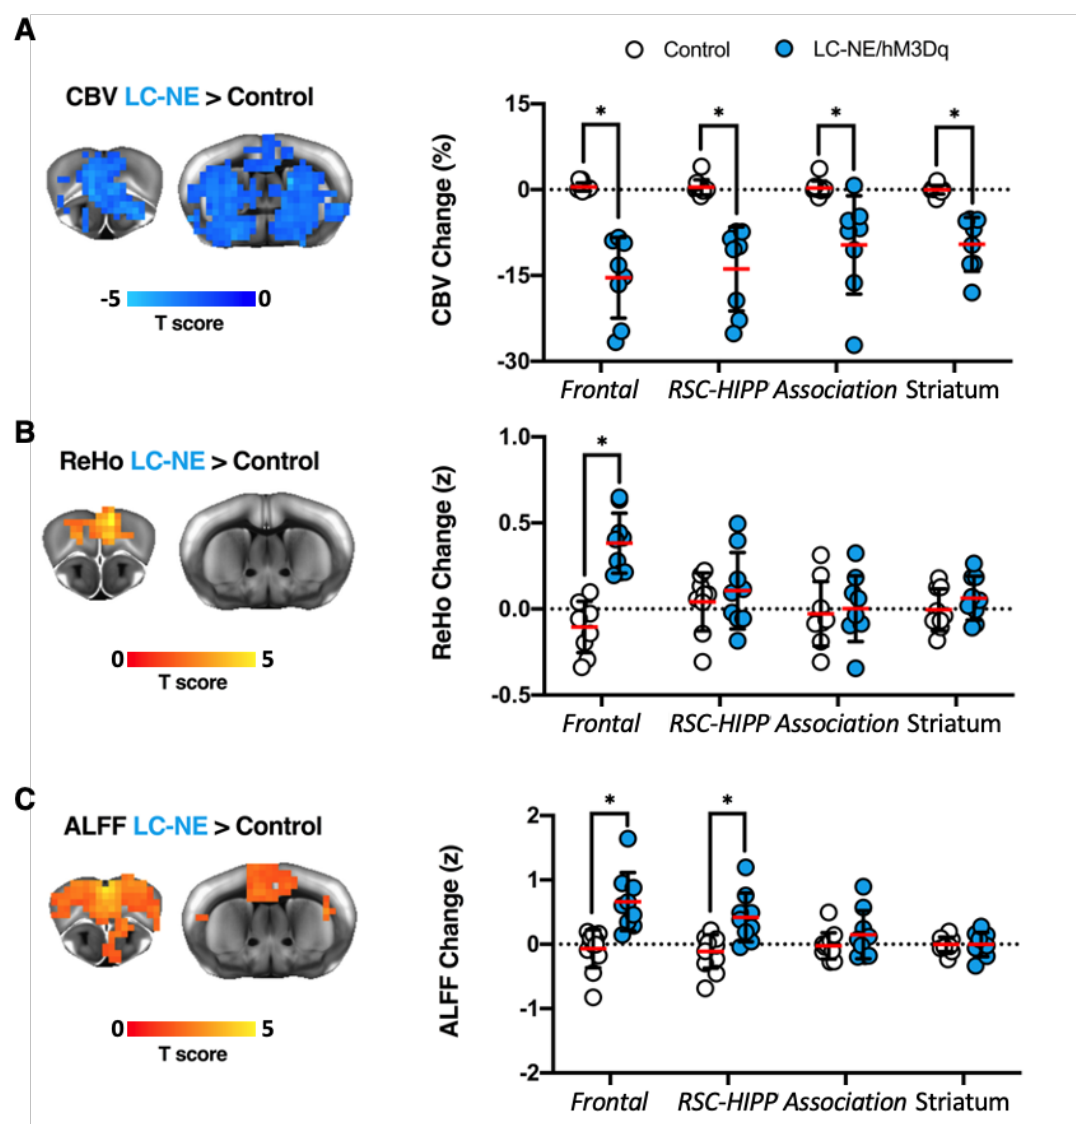 A
Control LC-NE/hM3Dq
CBV LC-NE > Control
CBV Change (%)
15
0
-15
-30
*
*
*
*
-5 0
T score
Frontal RSC-HIPP Association Striatum
B
ReHo LC-NE > Control
ReHo Change (z)
1.0
0.5
0.0
-0.5
*
0 5
T score
Frontal RSC-HIPP Association Striatum
C
ALFF LC-NE > Control
ALFF Change (z)
2
1
0
-1
-2
*
*
0 5
T score
Frontal RSC-HIPP Association Striatum